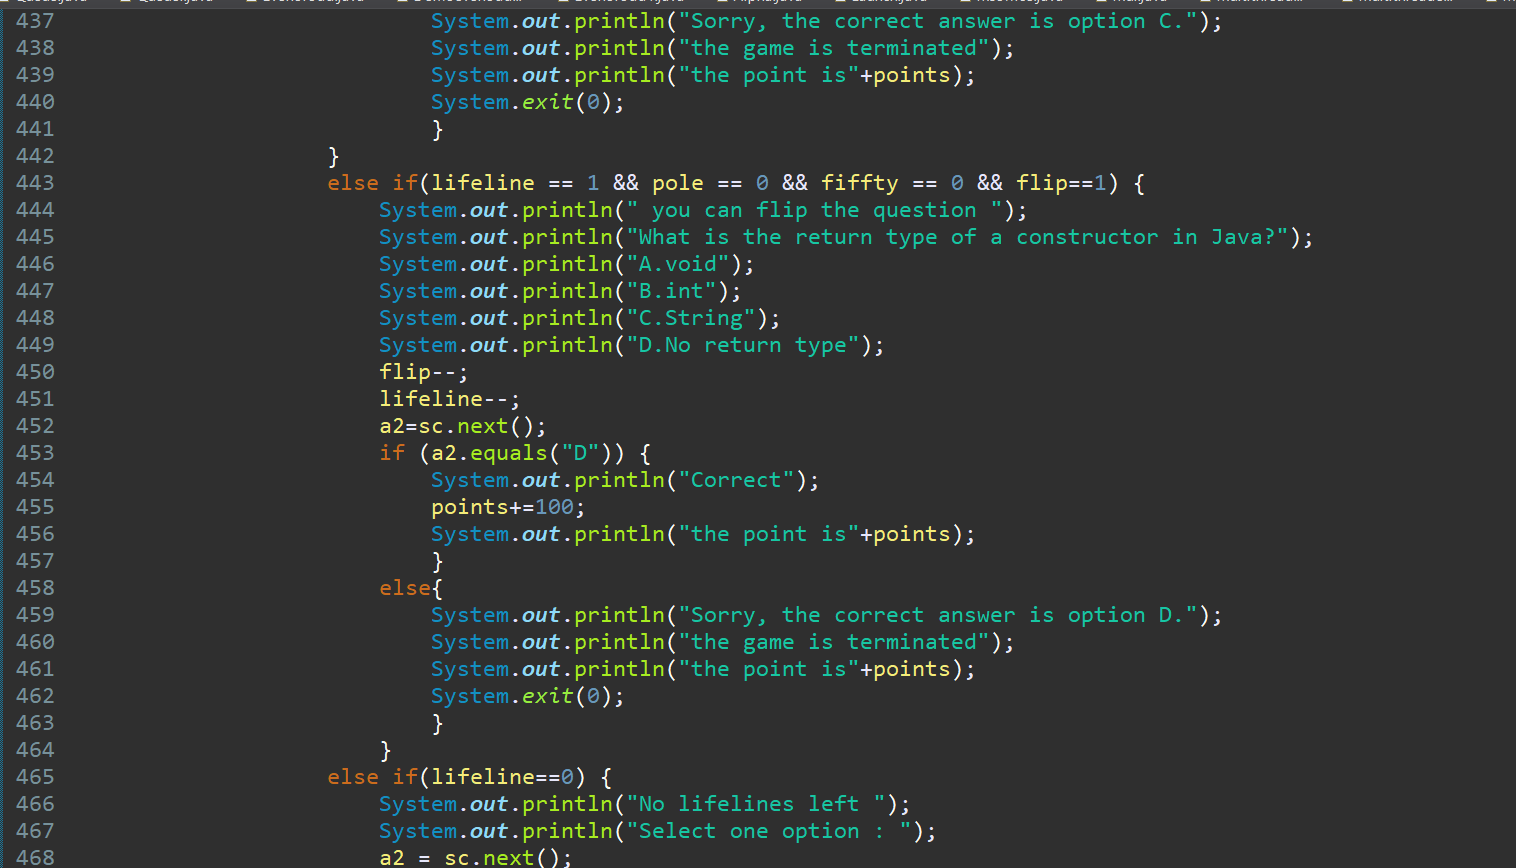 437 System.out.println("Sorry, the correct answer is option C.");
438 System.out.println("the game is terminated");
439 System.out.println("the point is"+points);
440 System.exit(0);
441 }
442 }
443 else if(lifeline == 1 && pole == 0 && fiffty == 0 && flip==1) {
444 System.out.println(" you can flip the question ");
445 System.out.println("What is the return type of a constructor in Java?");
446 System.out.println("A.void");
447 System.out.println("B.int");
448 System.out.println("C.String");
449 System.out.println("D.No return type");
450 flip--;
451 lifeline--;
452 a2=sc.next();
453 if (a2.equals("D")) {
454 System.out.println("Correct");
455 points+=100;
456 System.out.println("the point is"+points);
457 }
458 else{
459 System.out.println("Sorry, the correct answer is option D.");
460 System.out.println("the game is terminated");
461 System.out.println("the point is"+points);
462 System.exit(0);
463 }
464 }
465 else if(lifeline==0) {
466 System.out.println("No lifelines left ");
467 System.out.println("Select one option : ");
468 a2 = sc.next();